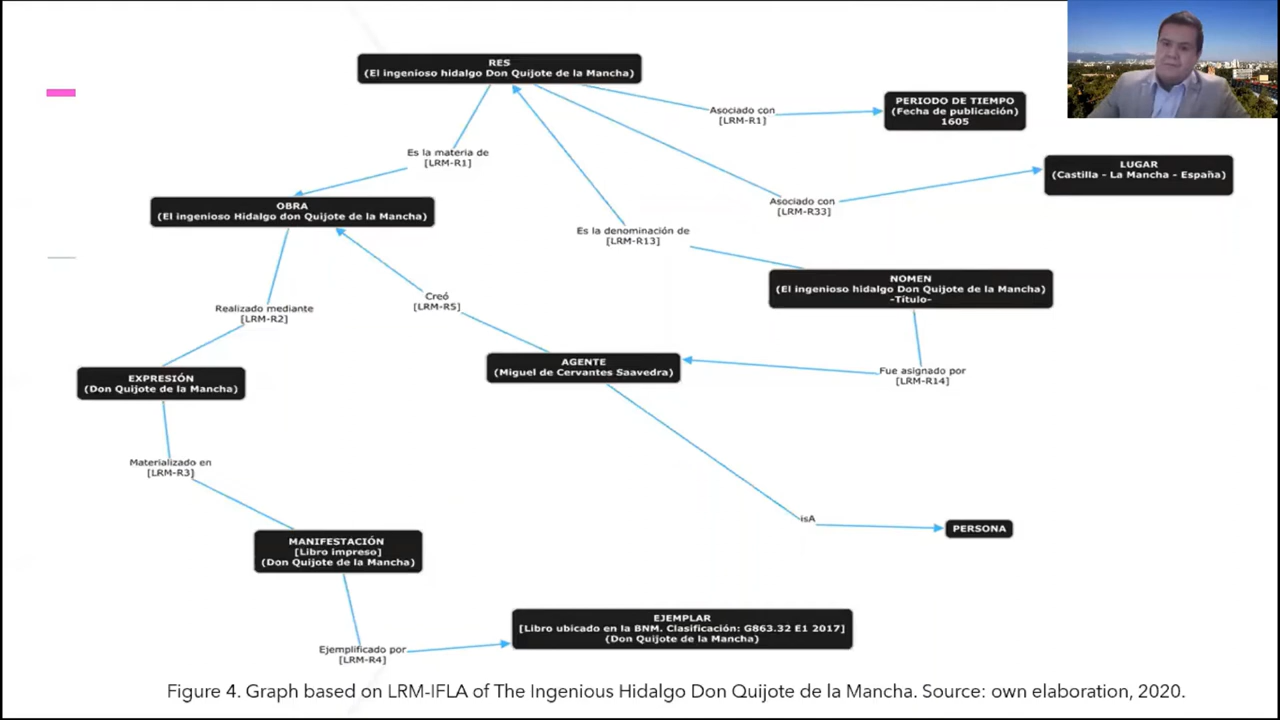 RES
(El ingenioso hidalgo Don Quijote de la Mancha)
Asociado con
[LRM-R1]
PERIODO DE TIEMPO
(Fecha de publicación)
1605
Es la materia de
[LRM-R1]
LUGAR
(Castilla - La Mancha - España)
OBRA
(El ingenioso Hidalgo don Quijote de la Mancha)
Asociado con
[LRM-R33]
Es la denominación de
[LRM-R13]
NOMEN
(El ingenioso hidalgo Don Quijote de la Mancha)
-Título-
Realizado mediante
[LRM-R2]
Creó
[LRM-R5]
EXPRESIÓN
(Don Quijote de la Mancha)
AGENTE
(Miguel de Cervantes Saavedra)
Fue asignado por
[LRM-R14]
Materializado en
[LRM-R3]
isA
PERSONA
MANIFESTACIÓN
[Libro impreso]
(Don Quijote de la Mancha)
EJEMPLAR
[Libro ubicado en la BNM. Clasificación: G863.32 E1 2017]
(Don Quijote de la Mancha)
Ejemplificado por
[LRM-R4]
Figure 4. Graph based on LRM-IFLA of The Ingenious Hidalgo Don Quijote de la Mancha. Source: own elaboration, 2020.